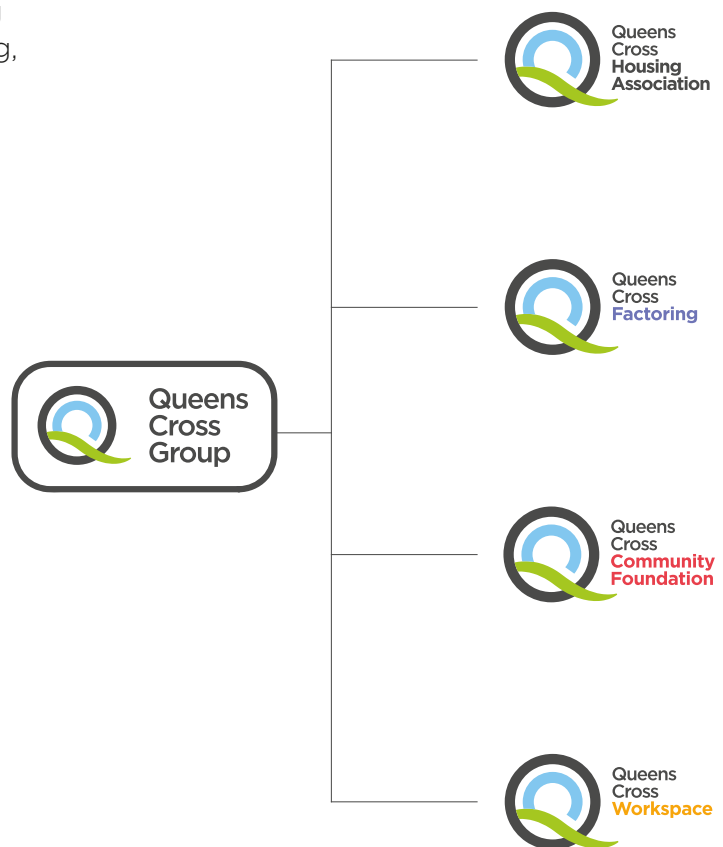 g,
Queens
Cross
Housing
Association
Queens
Cross
Factoring
Queens
Cross
Group
Queens
Cross
Community
Foundation
Queens
Cross
Workspace